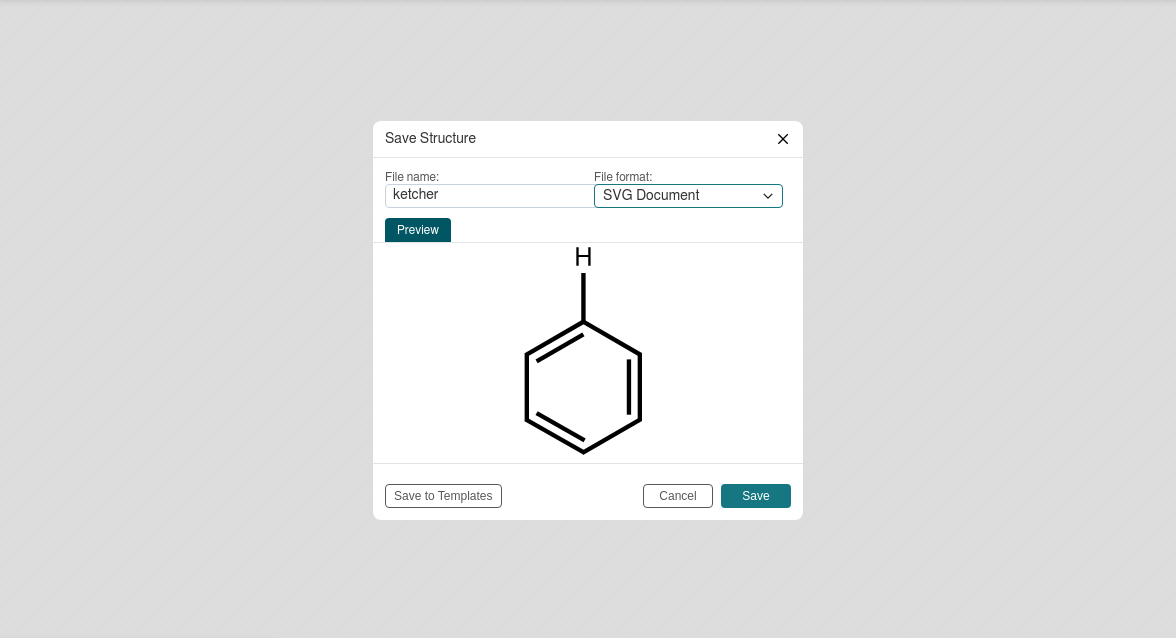 Save Structure
File name:
File format:
ketcher
SVG Document
Preview
H
Save to Templates
Cancel
Save